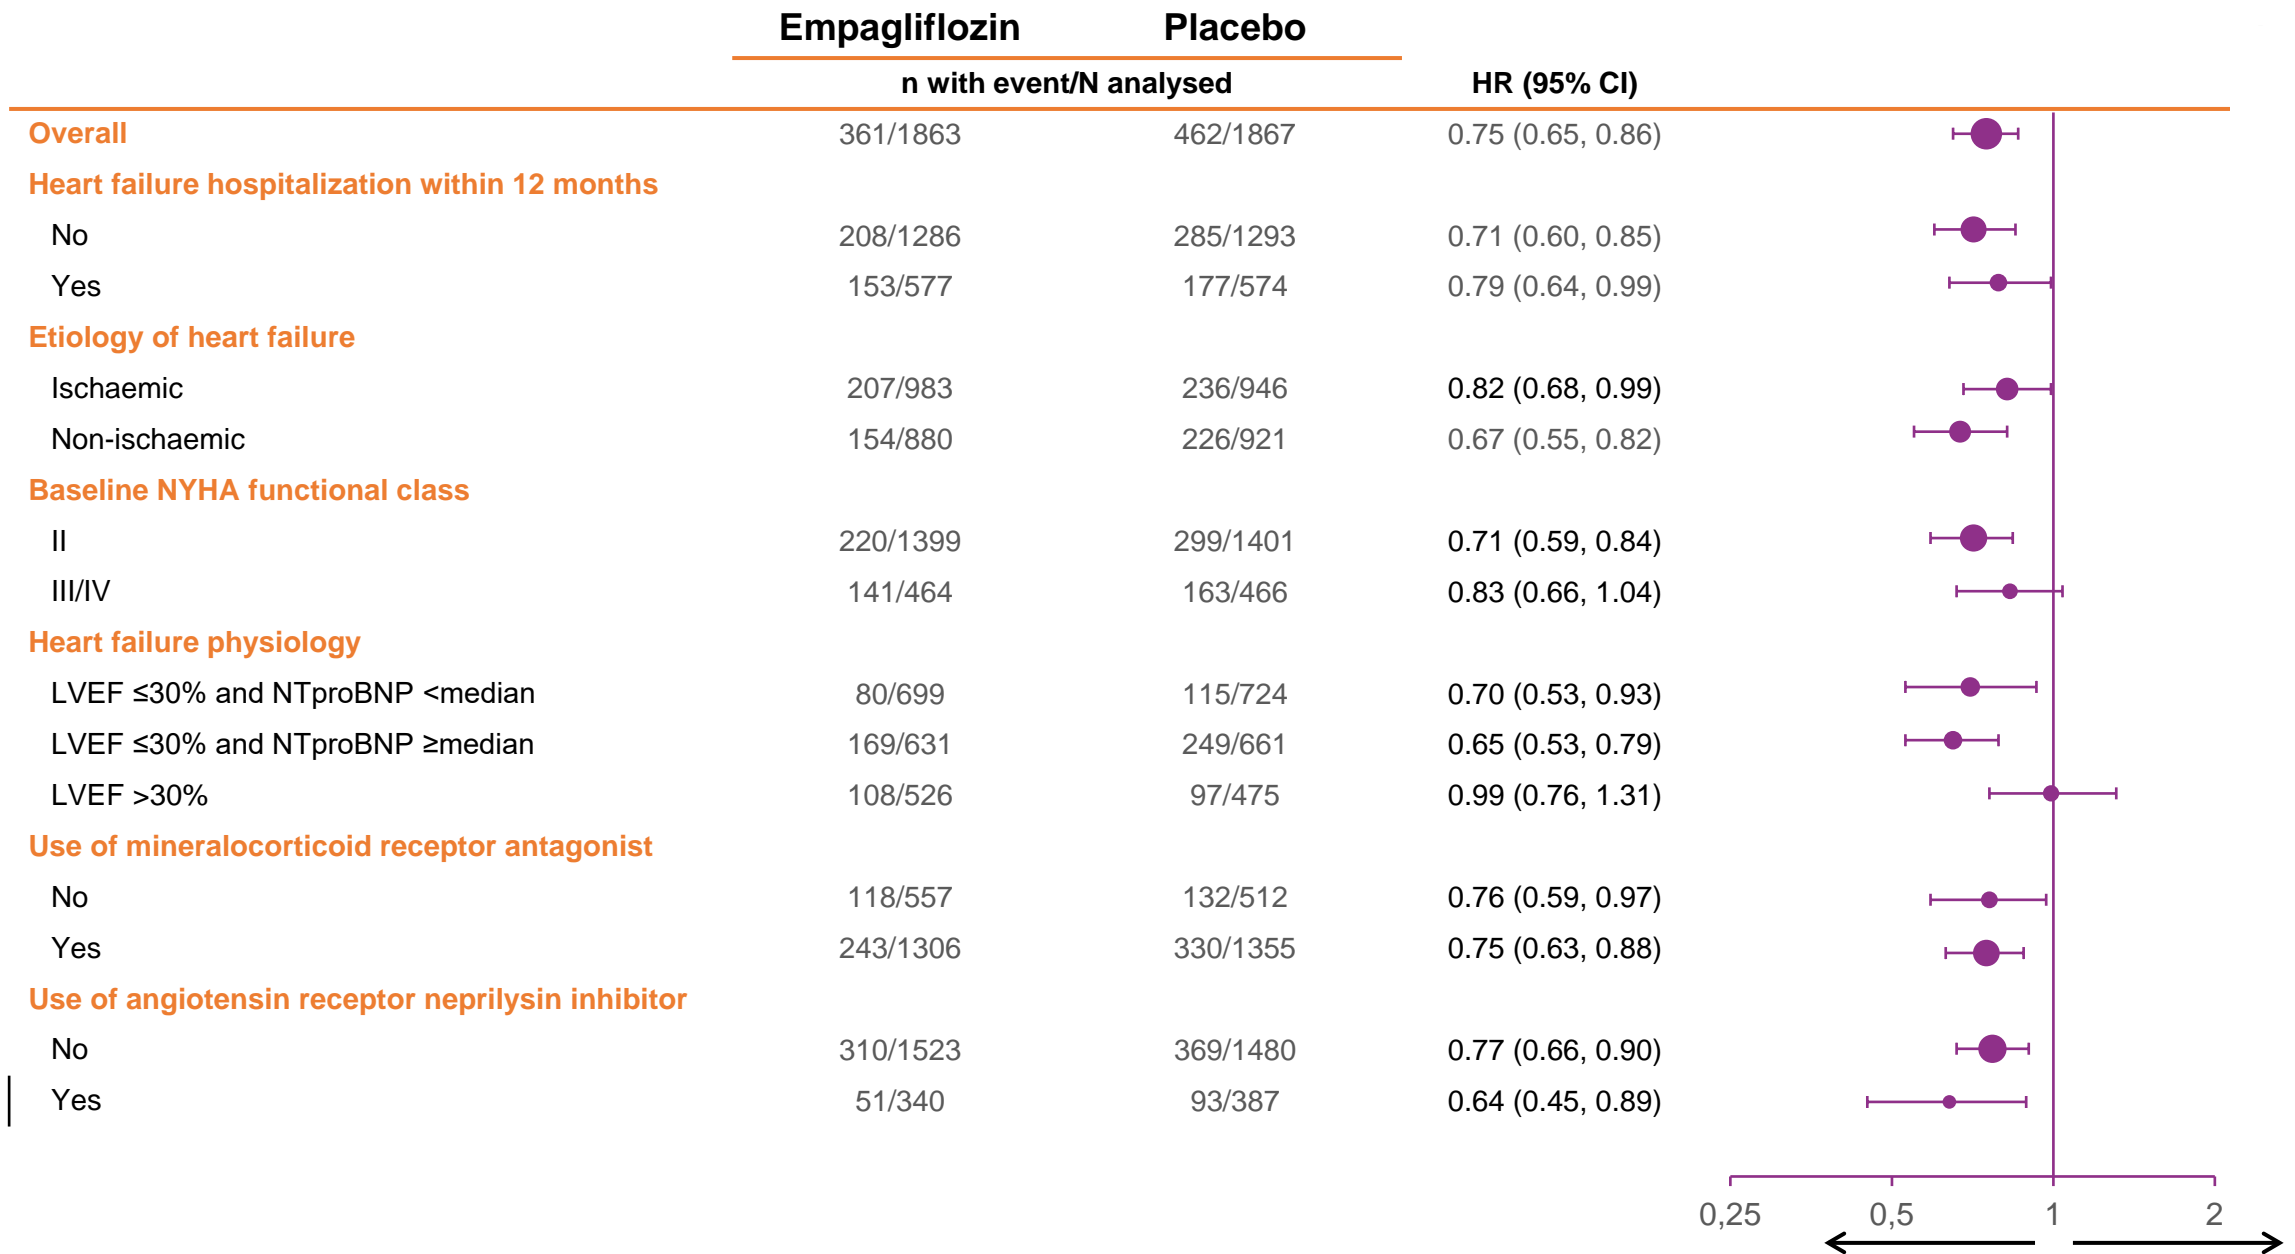 Empagliflozin Placebo
n with event/N analysed HR (95% CI)
Overall 361/1863 462/1867 0.75 (0.65, 0.86)
Heart failure hospitalization within 12 months
No 208/1286 285/1293 0.71 (0.60, 0.85)
Yes 153/577 177/574 0.79 (0.64, 0.99)
Etiology of heart failure
Ischaemic 207/983 236/946 0.82 (0.68, 0.99)
Non-ischaemic 154/880 226/921 0.67 (0.55, 0.82)
Baseline NYHA functional class
II 220/1399 299/1401 0.71 (0.59, 0.84)
III/IV 141/464 163/466 0.83 (0.66, 1.04)
Heart failure physiology
LVEF ≤30% and NTproBNP <median 80/699 115/724 0.70 (0.53, 0.93)
LVEF ≤30% and NTproBNP ≥median 169/631 249/661 0.65 (0.53, 0.79)
LVEF >30% 108/526 97/475 0.99 (0.76, 1.31)
Use of mineralocorticoid receptor antagonist
No 118/557 132/512 0.76 (0.59, 0.97)
Yes 243/1306 330/1355 0.75 (0.63, 0.88)
Use of angiotensin receptor neprilysin inhibitor
No 310/1523 369/1480 0.77 (0.66, 0.90)
Yes 51/340 93/387 0.64 (0.45, 0.89)
0,25 0,5 1 2